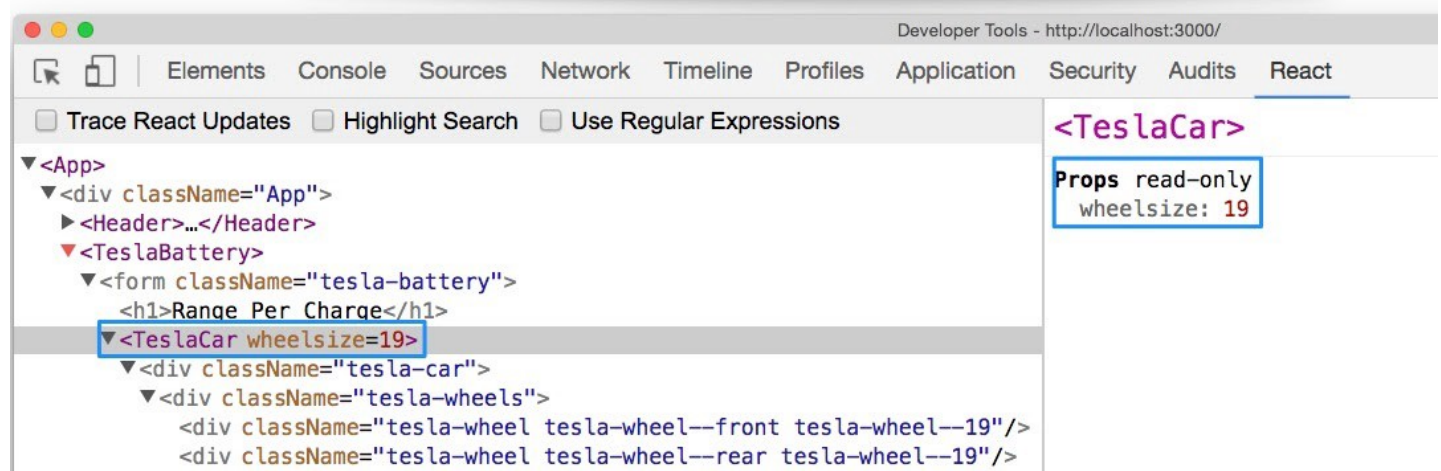 Developer Tools - http://localhost:3000/
Elements Console Sources Network Timeline Profiles Application Security Audits React
Trace React Updates Highlight Search Use Regular Expressions
<App>
<div className="App">
<Header>…</Header>
<TeslaBattery>
<form className="tesla-battery">
<h1>Range Per Charge</h1>
<TeslaCar wheelsize=19>
<div className="tesla-car">
<div className="tesla-wheels">
<div className="tesla-wheel tesla-wheel--front tesla-wheel--19"/>
<div className="tesla-wheel tesla-wheel--rear tesla-wheel--19"/>
<TeslaCar>
Props read-only
wheelsize: 19